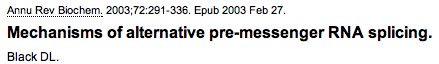 Annu Rev Biochem. 2003;72:291-336. Epub 2003 Feb 27.
Mechanisms of alternative pre-messenger RNA splicing.
Black DL.